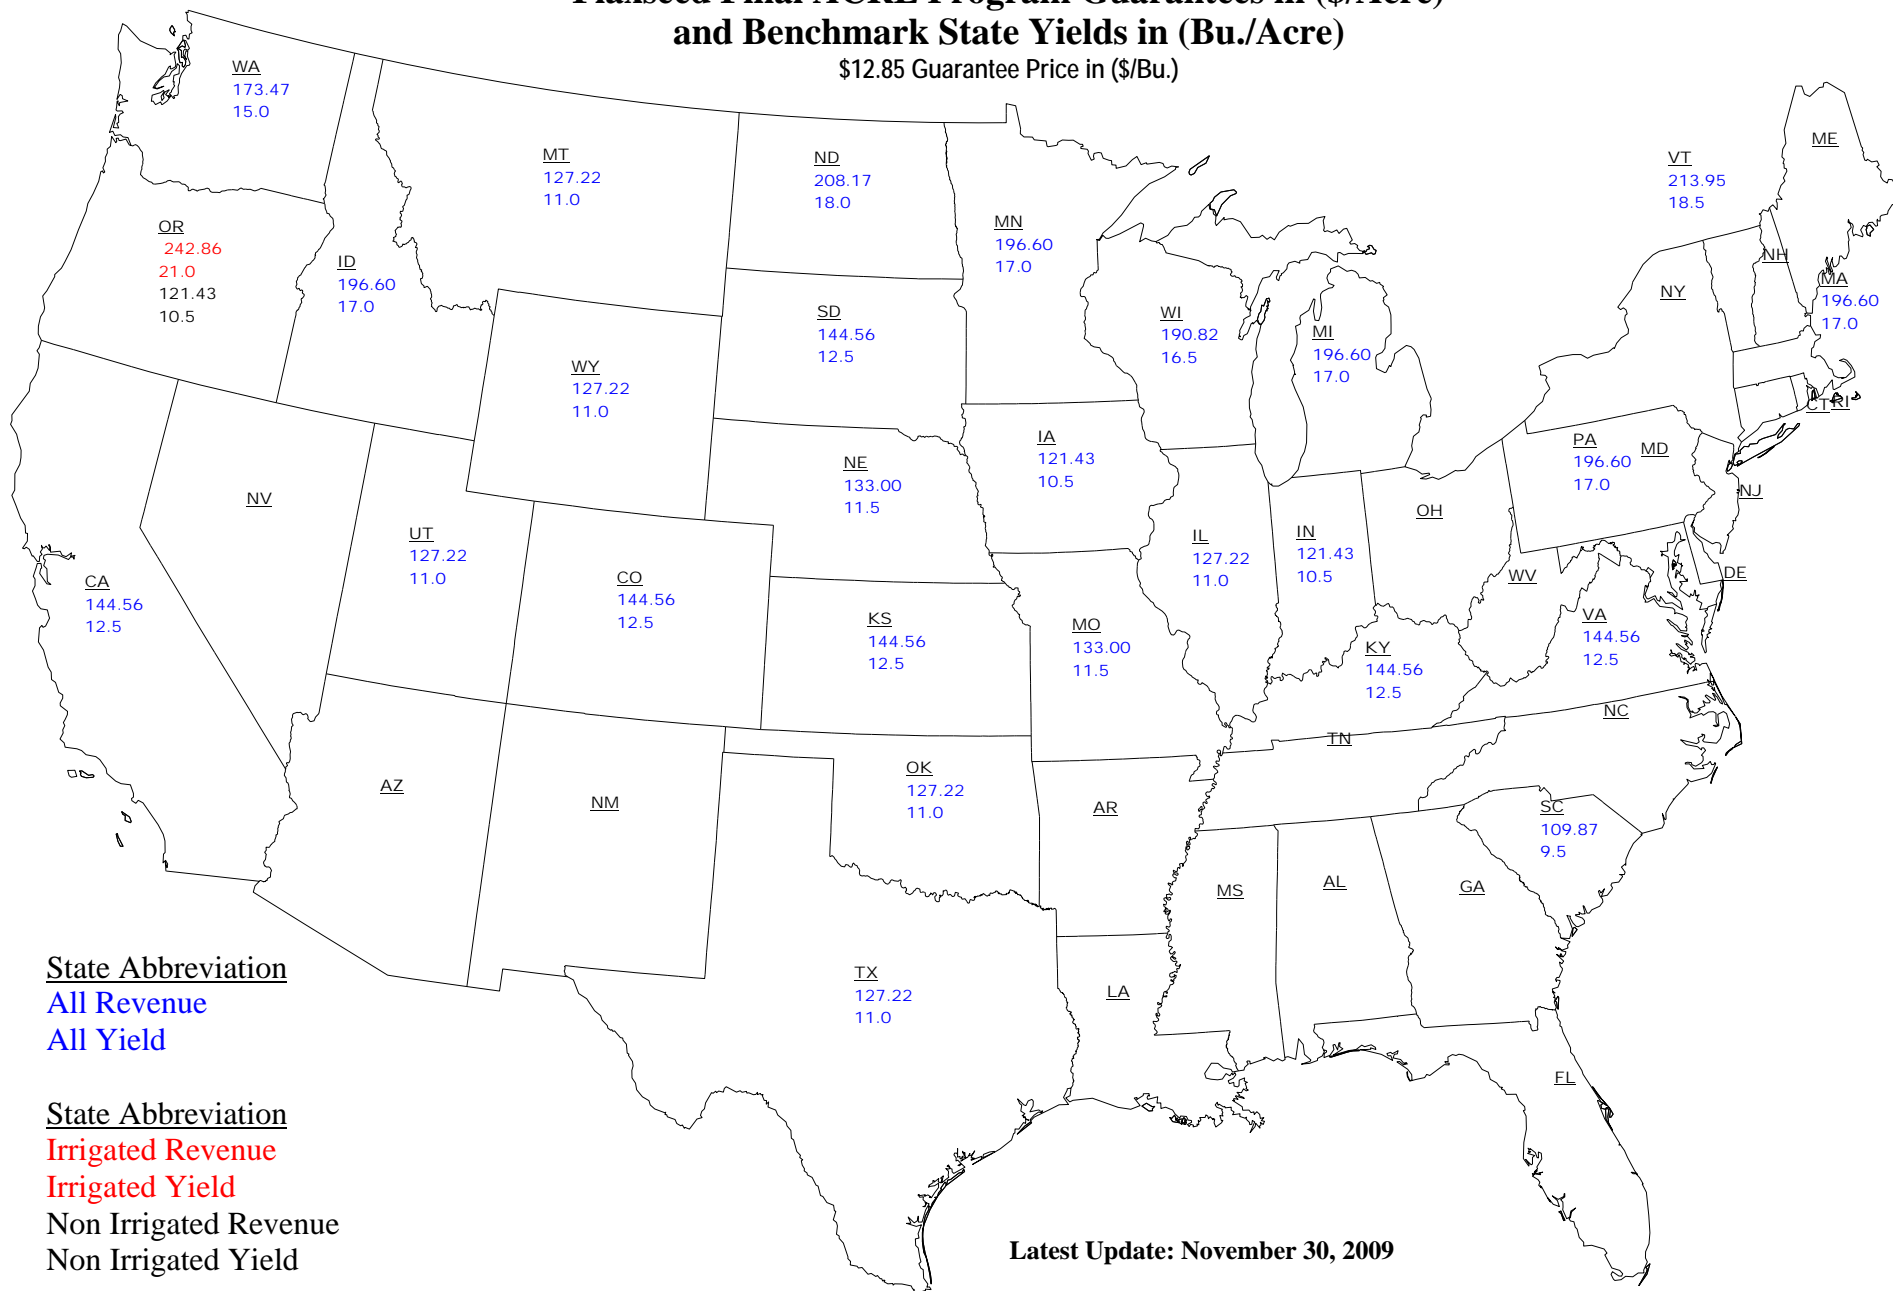 Flaxseed Final ACRE Program Guarantees in ($/Acre)
and Benchmark State Yields in (Bu./Acre)
$12.85 Guarantee Price in ($/Bu.)
WA
173.47
15.0
MT
127.22
11.0
ND
208.17
18.0
MN
196.60
17.0
VT
213.95
18.5
ME
OR
242.86
21.0
121.43
10.5
ID
196.60
17.0
SD
144.56
12.5
WI
190.82
16.5
MI
196.60
17.0
NY
NH
MA
196.60
17.0
WY
127.22
11.0
CT
RI
NV
NE
133.00
11.5
IA
121.43
10.5
PA
196.60
17.0
MD
NJ
OH
UT
127.22
11.0
IL
127.22
11.0
IN
121.43
10.5
WV
DE
CA
144.56
12.5
CO
144.56
12.5
KS
144.56
12.5
MO
133.00
11.5
KY
144.56
12.5
VA
144.56
12.5
NC
TN
AZ
NM
OK
127.22
11.0
AR
SC
109.87
9.5
MS
AL
GA
TX
127.22
11.0
LA
FL
State Abbreviation
All Revenue
All Yield
State Abbreviation
Irrigated Revenue
Irrigated Yield
Non Irrigated Revenue
Non Irrigated Yield
Latest Update: November 30, 2009